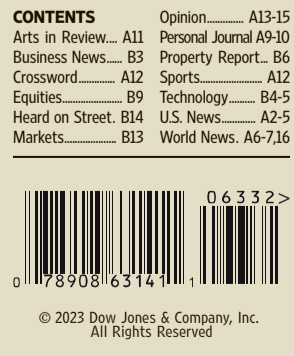 CONTENTS
Arts in Review.... A11
Business News...... B3
Crossword.............. A12
Equities....................... B9
Heard on Street. B14
Markets.................... B13
Opinion.............. A13-15
Personal Journal A9-10
Property Report... B6
Sports........................ A12
Technology.......... B4-5
U.S. News............. A2-5
World News. A6-7,16
06332>
0 78908 63141 1
© 2023 Dow Jones & Company, Inc.
All Rights Reserved